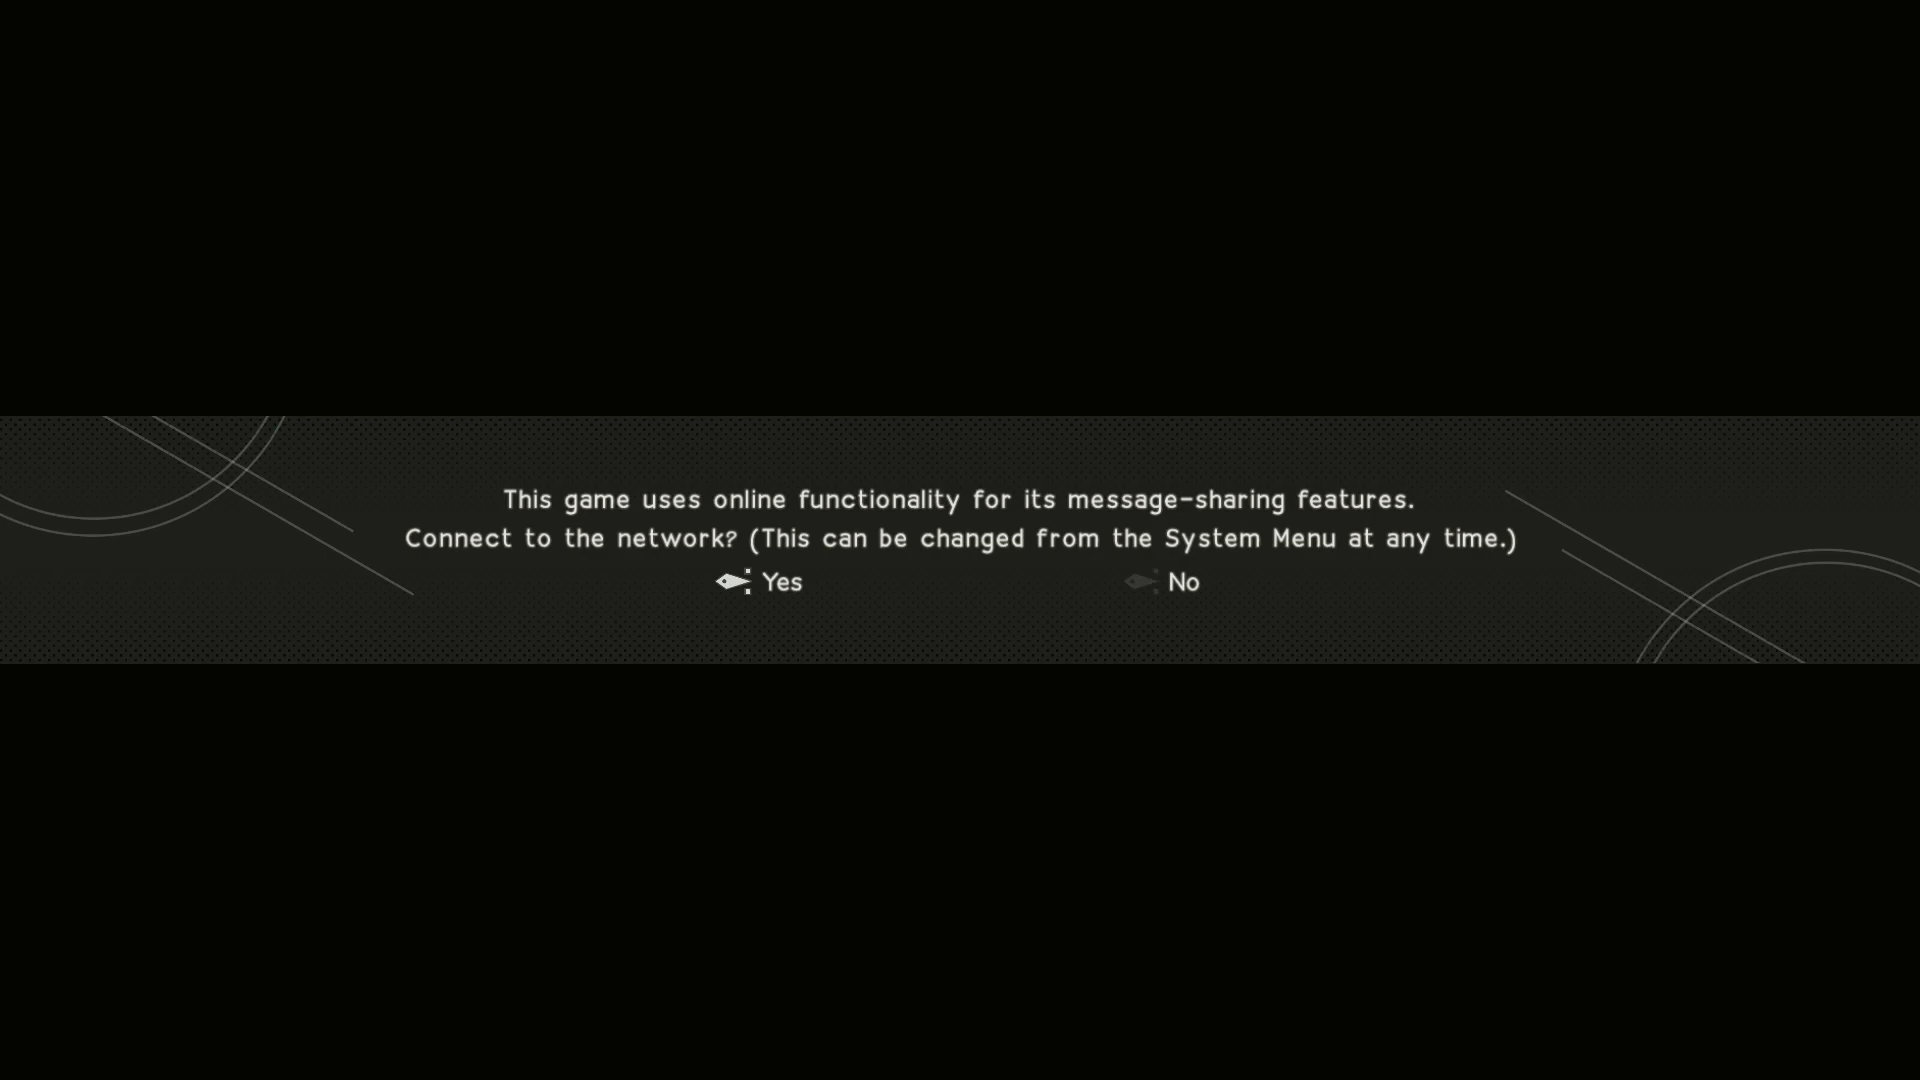 This game uses online functionality for its message-sharing features.
Connect to the network? (This can be changed from the System Menu at any time.)
Yes No